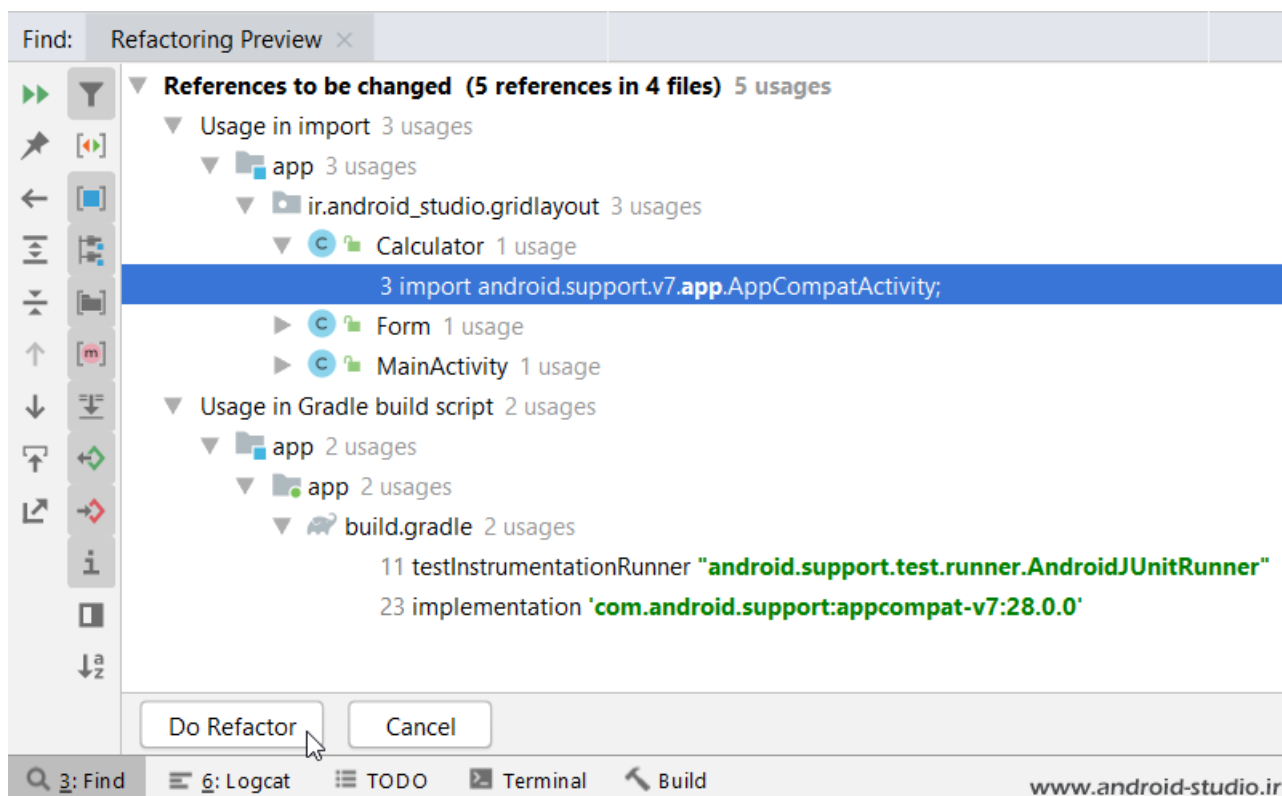 Find: Refactoring Preview
References to be changed (5 references in 4 files) 5 usages
Usage in import 3 usages
app 3 usages
ir.android_studio.gridlayout 3 usages
C Calculator 1 usage
3 import android.support.v7.app.AppCompatActivity;
C Form 1 usage
C MainActivity 1 usage
Usage in Gradle build script 2 usages
app 2 usages
app 2 usages
build.gradle 2 usages
11 testInstrumentationRunner "android.support.test.runner.AndroidJUnitRunner"
23 implementation 'com.android.support:appcompat-v7:28.0.0'
Do Refactor Cancel
3: Find 6: Logcat TODO Terminal Build
www.android-studio.ir